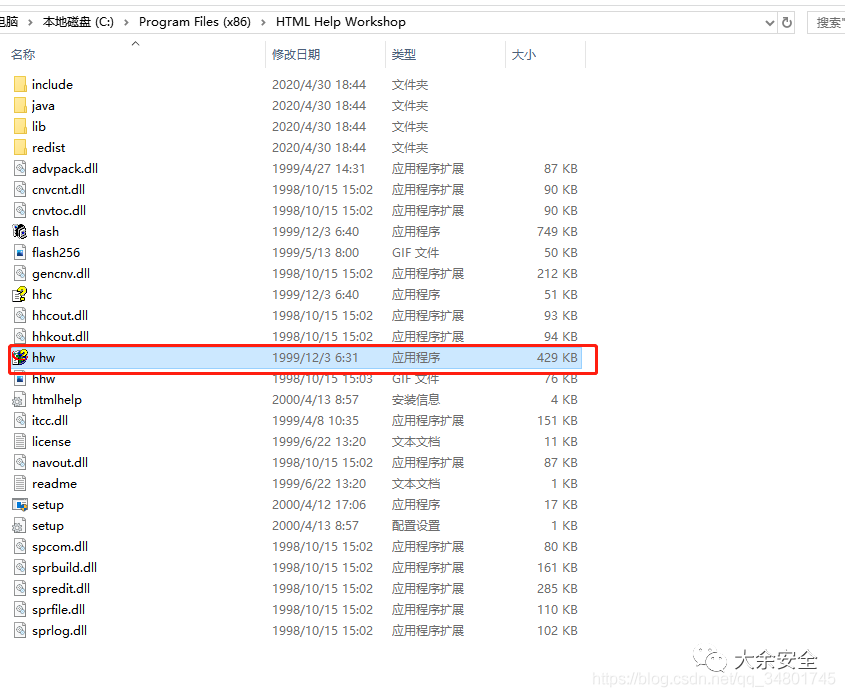 电脑 › 本地磁盘 (C:) › Program Files (x86) › HTML Help Workshop 搜索"
名称 修改日期 类型 大小
include 2020/4/30 18:44 文件夹
java 2020/4/30 18:44 文件夹
lib 2020/4/30 18:44 文件夹
redist 2020/4/30 18:44 文件夹
advpack.dll 1999/4/27 14:31 应用程序扩展 87 KB
cnvcnt.dll 1998/10/15 15:02 应用程序扩展 90 KB
cnvtoc.dll 1998/10/15 15:02 应用程序扩展 90 KB
flash 1999/12/3 6:40 应用程序 749 KB
flash256 1999/5/13 8:00 GIF 文件 50 KB
gencnv.dll 1998/10/15 15:02 应用程序扩展 212 KB
hhc 1999/12/3 6:40 应用程序 51 KB
hhcout.dll 1998/10/15 15:02 应用程序扩展 93 KB
hhkout.dll 1998/10/15 15:02 应用程序扩展 94 KB
hhw 1999/12/3 6:31 应用程序 429 KB
hhw 1998/10/15 15:03 GIF 文件 76 KB
htmlhelp 2000/4/13 8:57 安装信息 4 KB
itcc.dll 1999/4/8 10:35 应用程序扩展 151 KB
license 1999/6/22 13:20 文本文档 11 KB
navout.dll 1998/10/15 15:02 应用程序扩展 87 KB
readme 1999/6/22 13:20 文本文档 1 KB
setup 2000/4/12 17:06 应用程序 17 KB
setup 2000/4/13 8:57 配置设置 1 KB
spcom.dll 1998/10/15 15:02 应用程序扩展 80 KB
sprbuild.dll 1998/10/15 15:02 应用程序扩展 161 KB
spredit.dll 1998/10/15 15:02 应用程序扩展 285 KB
sprfile.dll 1998/10/15 15:02 应用程序扩展 110 KB
sprlog.dll 1998/10/15 15:02 应用程序扩展 102 KB
大余安全
https://blog.csdn.net/qq_34801745